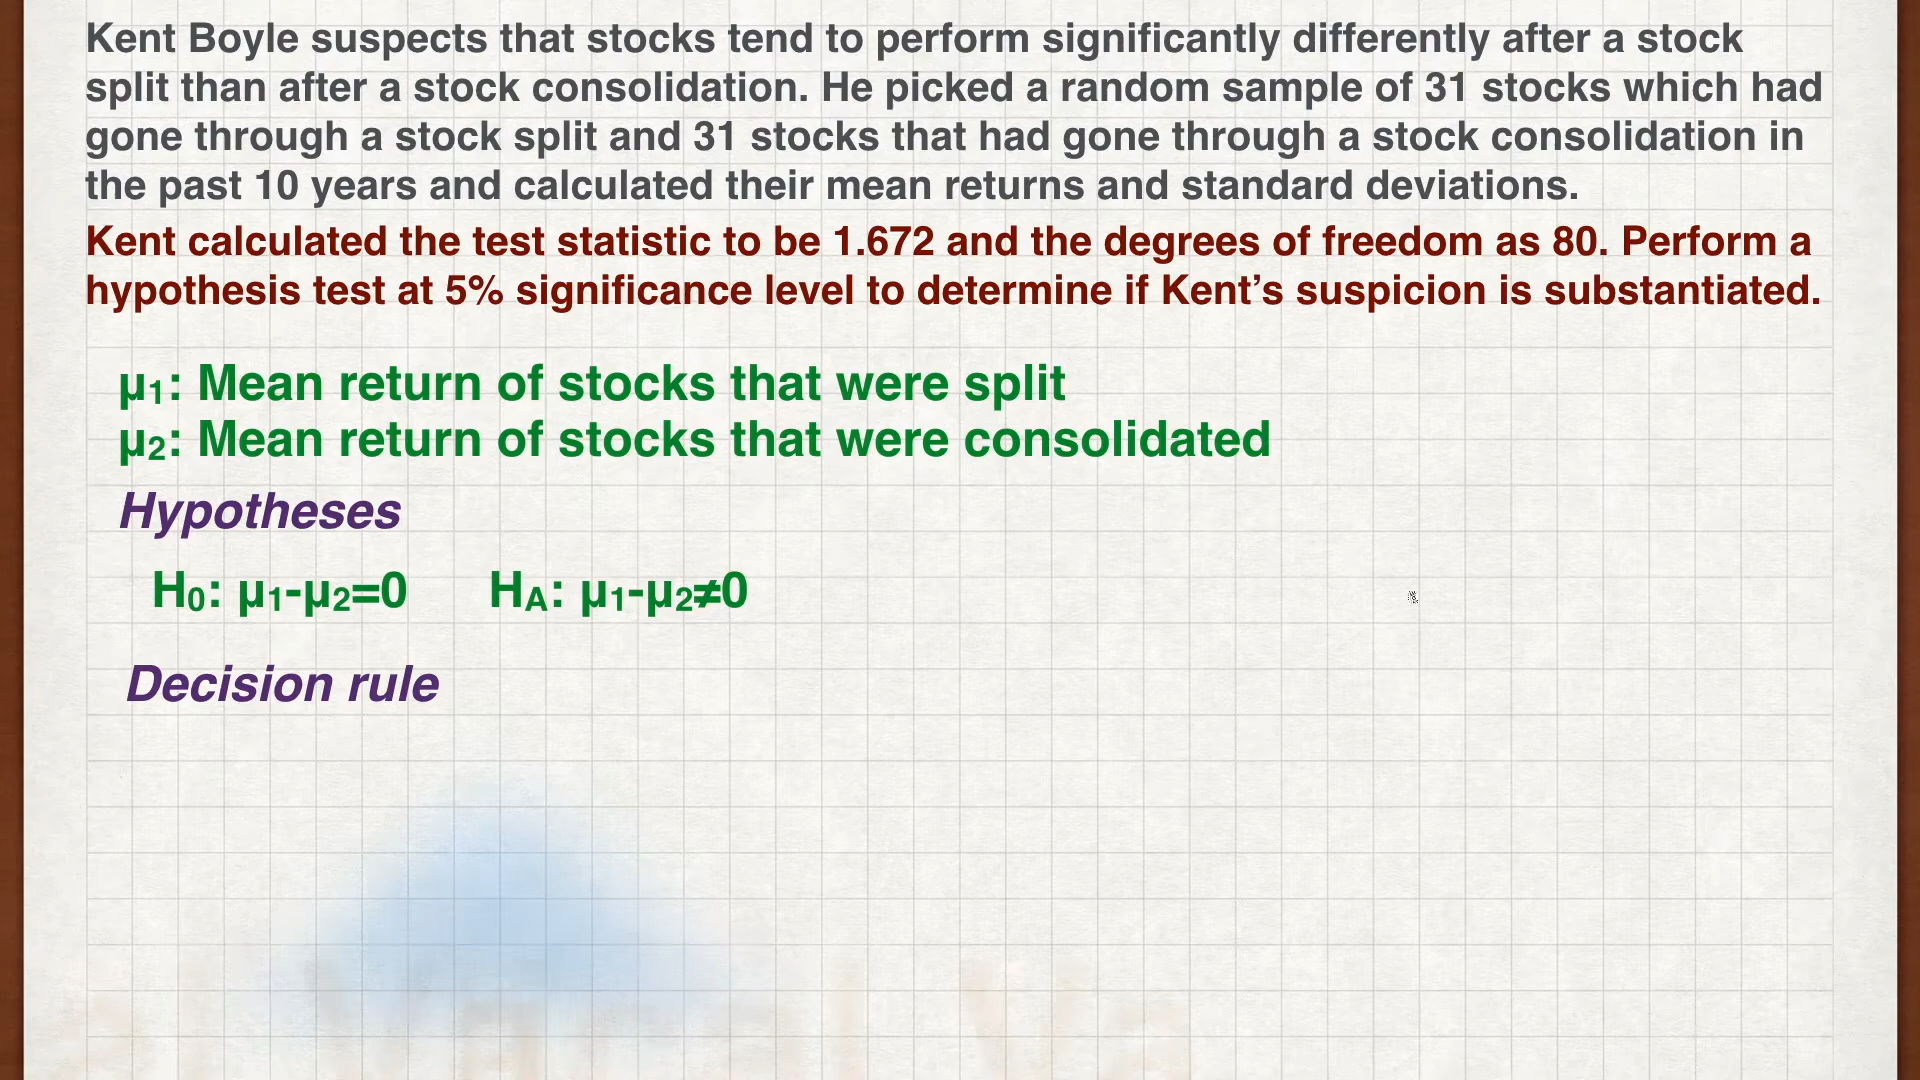 Kent Boyle suspects that stocks tend to perform significantly differently after a stock
split than after a stock consolidation. He picked a random sample of 31 stocks which had
gone through a stock split and 31 stocks that had gone through a stock consolidation in
the past 10 years and calculated their mean returns and standard deviations.
Kent calculated the test statistic to be 1.672 and the degrees of freedom as 80. Perform a
hypothesis test at 5% significance level to determine if Kent’s suspicion is substantiated.
μ₁: Mean return of stocks that were split
μ₂: Mean return of stocks that were consolidated
Hypotheses
H₀: μ₁-μ₂=0 Hᴀ: μ₁-μ₂≠0
Decision rule